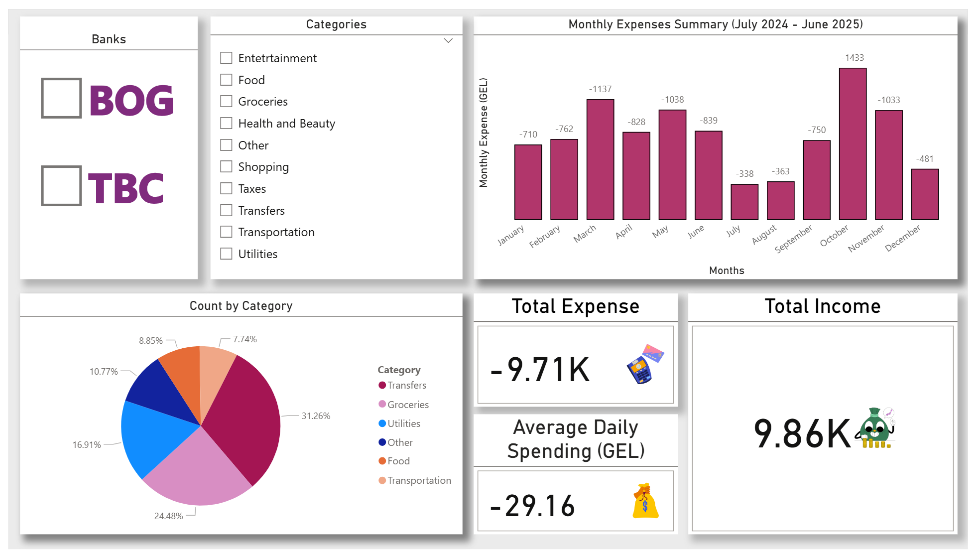 Banks
BOG
TBC
Categories
Entetrtainment
Food
Groceries
Health and Beauty
Other
Shopping
Taxes
Transfers
Transportation
Utilities
Monthly Expenses Summary (July 2024 - June 2025)
Monthly Expense (GEL)
-710
-762
-1137
-828
-1038
-839
-338
-363
-750
1433
-1033
-481
January
February
March
April
May
June
July
August
September
October
November
December
Months
Count by Category
7.74%
31.26%
24.48%
16.91%
10.77%
8.85%
Category
Transfers
Groceries
Utilities
Other
Food
Transportation
Total Expense
-9.71K
Average Daily
Spending (GEL)
-29.16
Total Income
9.86K